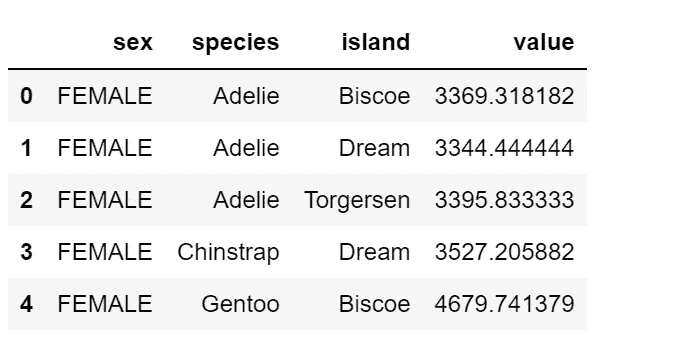 sex species island value
0 FEMALE Adelie Biscoe 3369.318182
1 FEMALE Adelie Dream 3344.444444
2 FEMALE Adelie Torgersen 3395.833333
3 FEMALE Chinstrap Dream 3527.205882
4 FEMALE Gentoo Biscoe 4679.741379